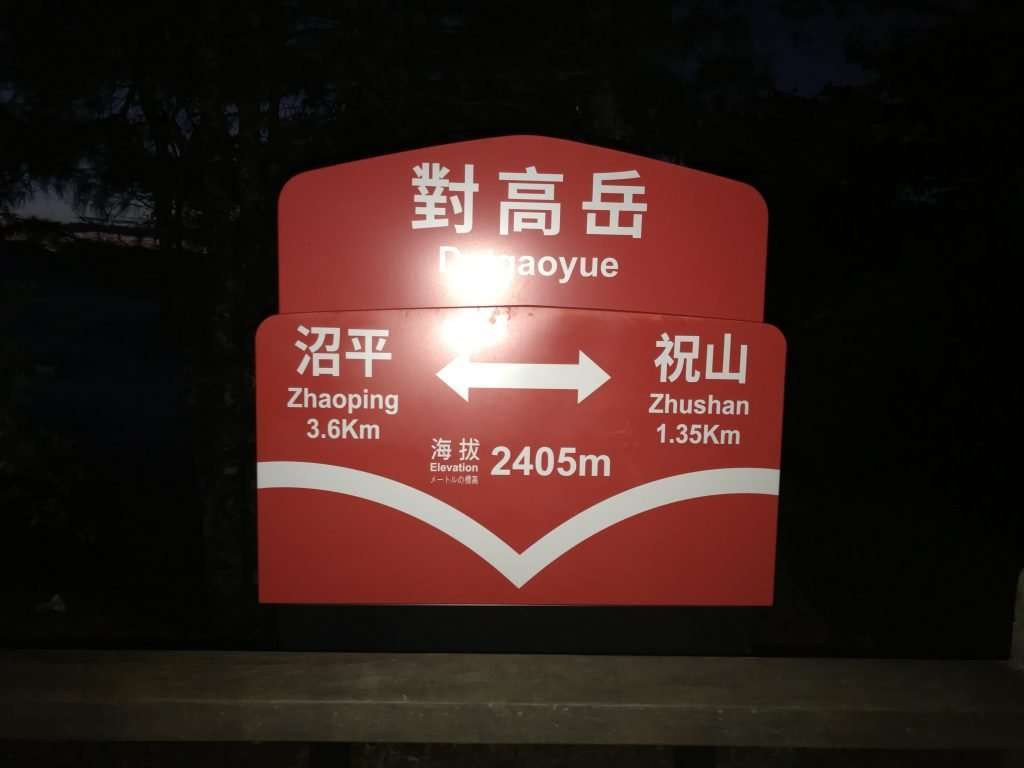 對高岳
沼平
Zhaoping
3.6Km
祝山
Zhushan
1.35Km
海拔
Elevation
メートルの標高
2405m